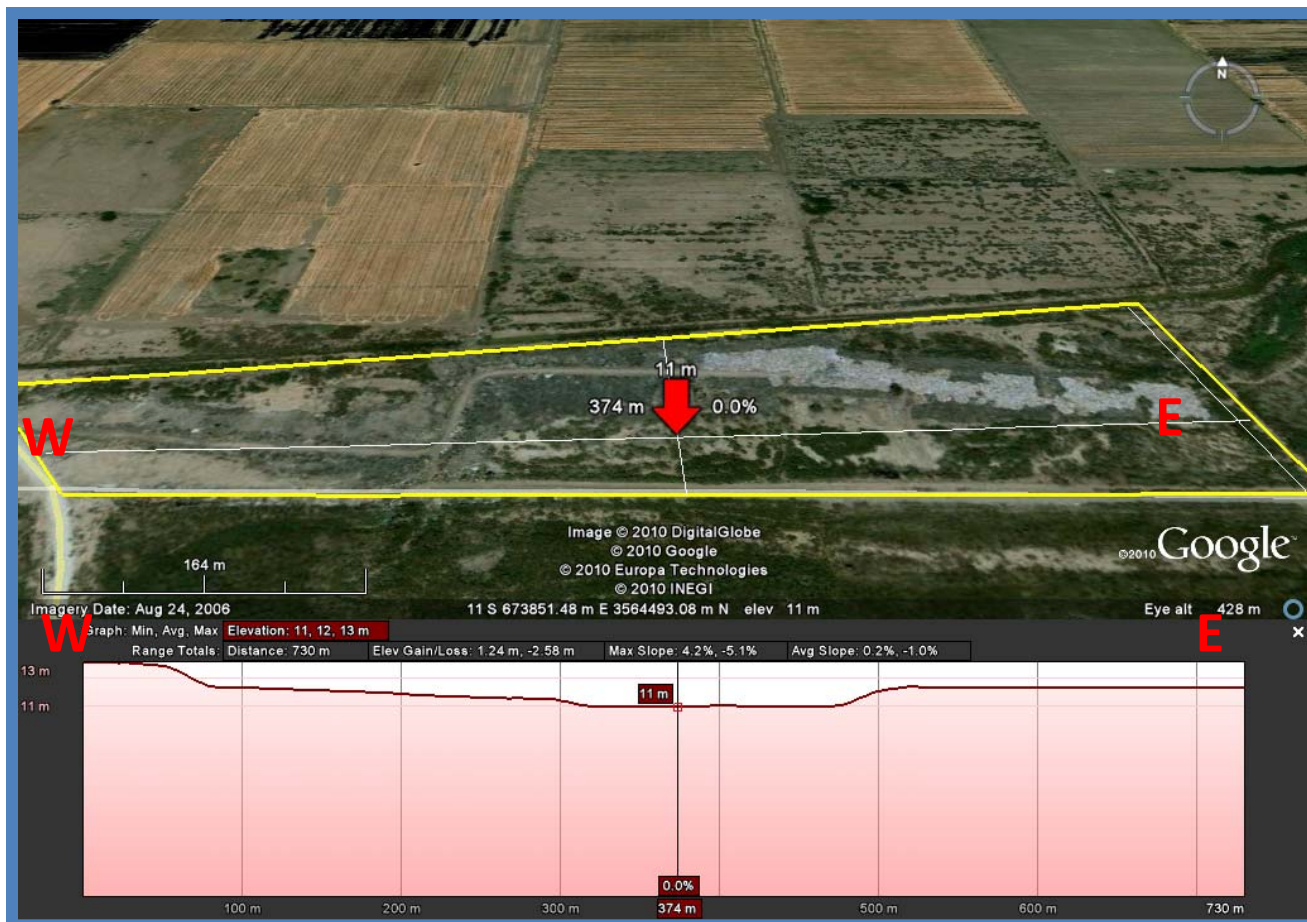 N
11 m
374 m 0.0%
W E
Image © 2010 DigitalGlobe
© 2010 Google
© 2010 Europa Technologies
© 2010 INEGI
©2010 Google™
164 m
Imagery Date: Aug 24, 2006 11 S 673851.48 m E 3564493.08 m N elev 11 m Eye alt 428 m
W E
Graph: Min, Avg, Max Elevation: 11, 12, 13 m
Range Totals: Distance: 730 m Elev Gain/Loss: 1.24 m, -2.58 m Max Slope: 4.2%, -5.1% Avg Slope: 0.2%, -1.0%
13 m
11 m
11 m
0.0%
100 m 200 m 300 m 374 m 500 m 600 m 730 m